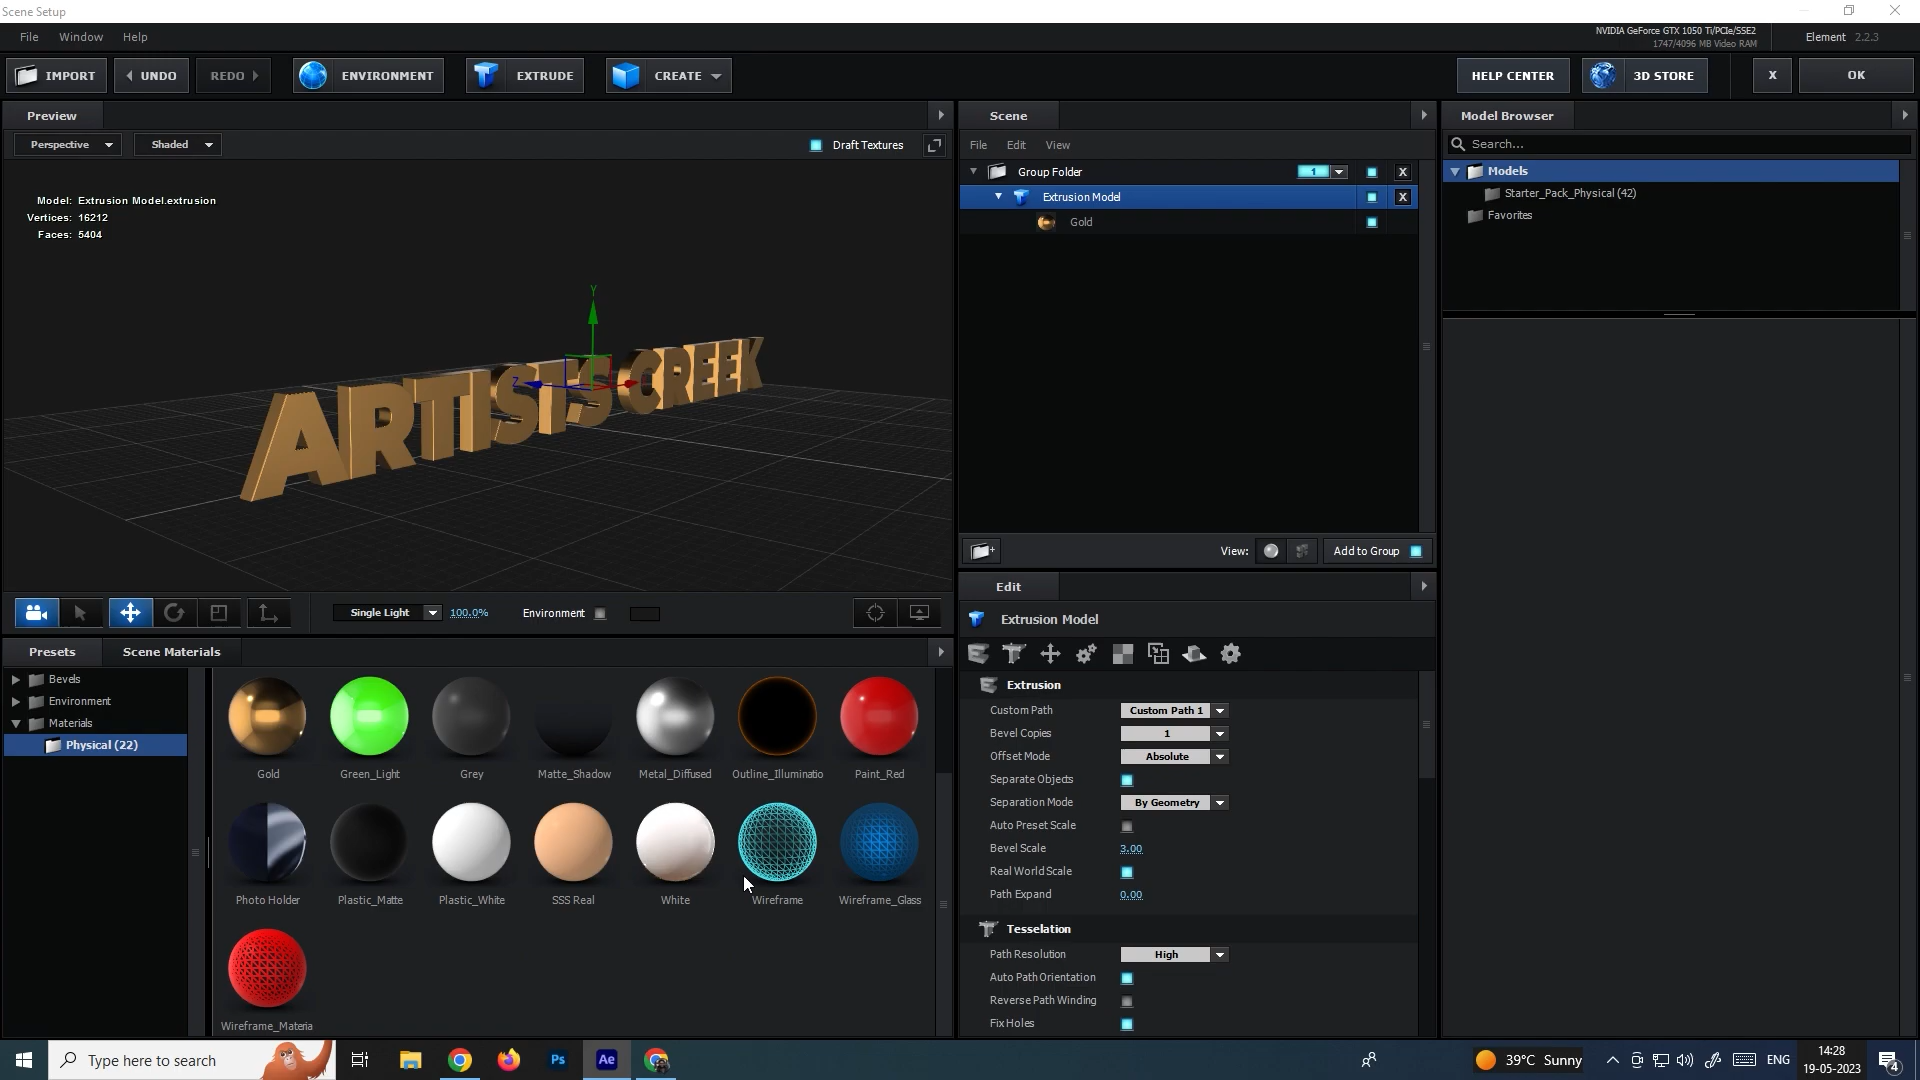 Scene Setup
File Window Help
NVIDIA GeForce GTX 1050 Ti/PCIe/SSE2
1747/4096 MB Video RAM
Element 2.2.3
IMPORT UNDO REDO ENVIRONMENT EXTRUDE CREATE HELP CENTER 3D STORE X OK
Preview
Perspective Shaded Draft Textures
Model: Extrusion Model.extrusion
Vertices: 16212
Faces: 5404
Y
Z
ARTISTS CREEK
Single Light 100.0% Environment
Presets Scene Materials
Bevels
Environment
Materials
Physical (22)
Gold Green_Light Grey Matte_Shadow Metal_Diffused Outline_Illuminatio Paint_Red
Photo Holder Plastic_Matte Plastic_White SSS Real White Wireframe Wireframe_Glass
Wireframe_Materia
Scene
File Edit View
Group Folder 1 X
Extrusion Model X
Gold
View: Add to Group
Edit
Extrusion Model
Extrusion
Custom Path Custom Path 1
Bevel Copies 1
Offset Mode Absolute
Separate Objects
Separation Mode By Geometry
Auto Preset Scale
Bevel Scale 3.00
Real World Scale
Path Expand 0.00
Tesselation
Path Resolution High
Auto Path Orientation
Reverse Path Winding
Fix Holes
Model Browser
Search...
Models
Starter_Pack_Physical (42)
Favorites
Type here to search
Ps
Ae
39°C Sunny
ENG
14:28
19-05-2023
4